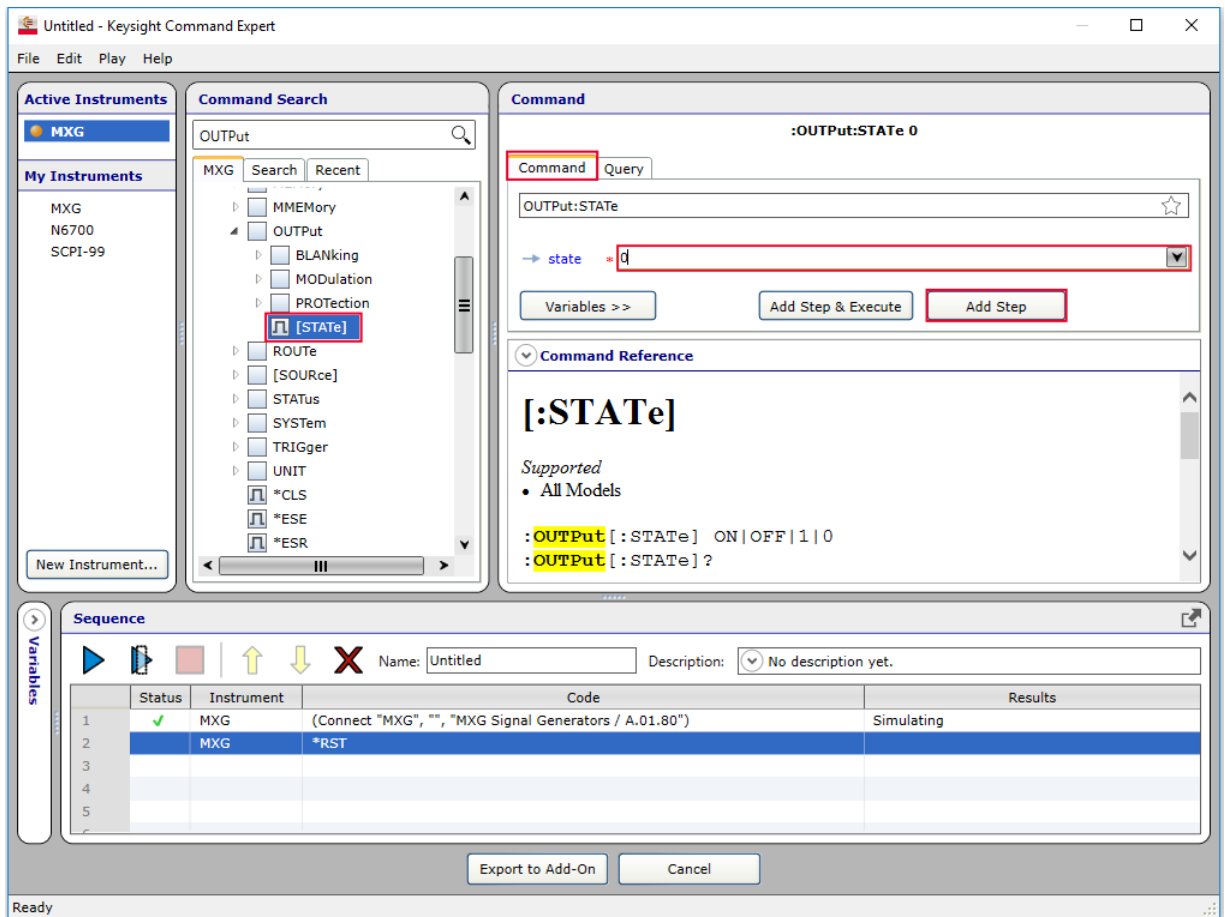 Untitled - Keysight Command Expert
File Edit Play Help
Active Instruments
MXG
My Instruments
MXG
N6700
SCPI-99
New Instrument...
Command Search
OUTPut
MXG Search Recent
MMEMory
OUTPut
BLANking
MODulation
PROTection
[STATe]
ROUTe
[SOURce]
STATus
SYSTem
TRIGger
UNIT
*CLS
*ESE
*ESR
Command
:OUTPut:STATe 0
Command Query
OUTPut:STATe
state * 0
Variables >> Add Step & Execute Add Step
Command Reference
[:STATe]
Supported
• All Models
:OUTPut[:STATe] ON|OFF|1|0
:OUTPut[:STATe]?
Variables
Sequence
Name: Untitled Description: No description yet.
Status Instrument Code Results
1 MXG (Connect "MXG", "", "MXG Signal Generators / A.01.80") Simulating
2 MXG *RST
3
4
5
Export to Add-On Cancel
Ready